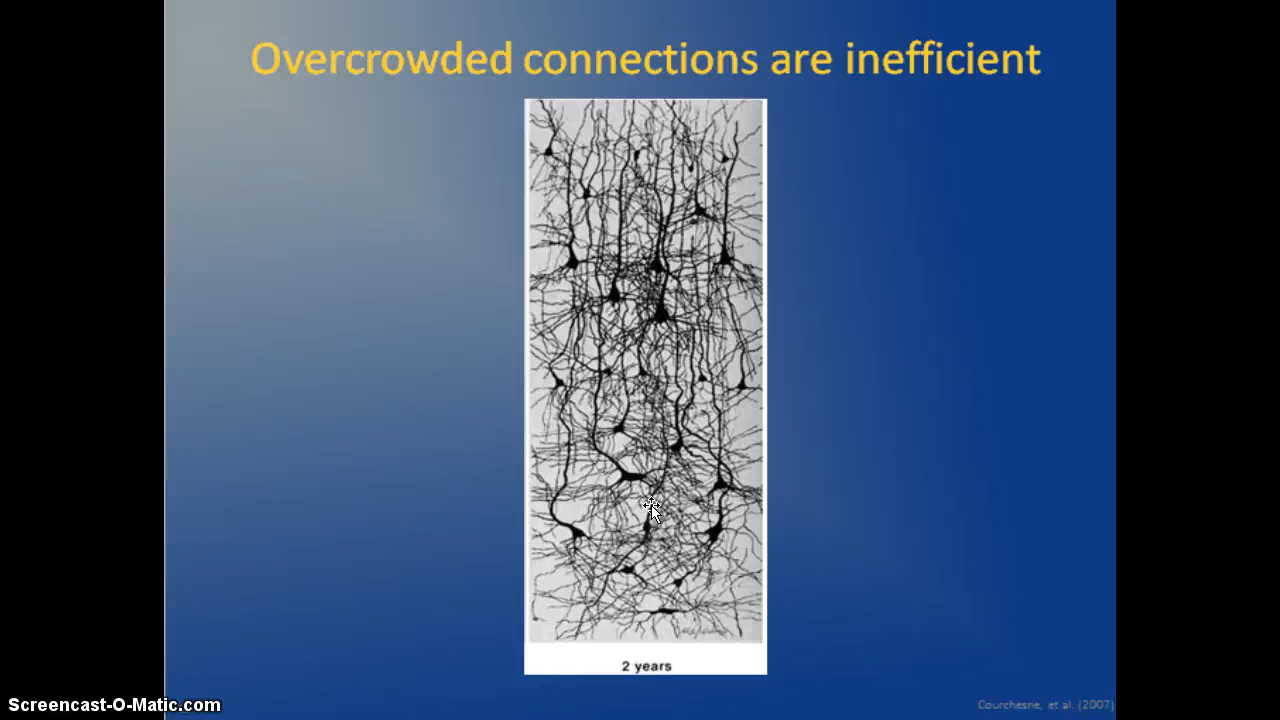 Overcrowded connections are inefficient
2 years
Courchesne, et al. (2007)
Screencast-O-Matic.com